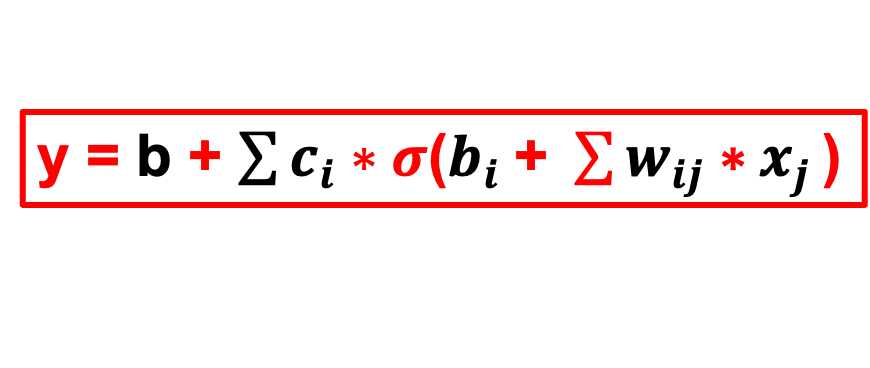 y = b + ∑ cᵢ * σ(bᵢ + ∑ wᵢⱼ * xⱼ )